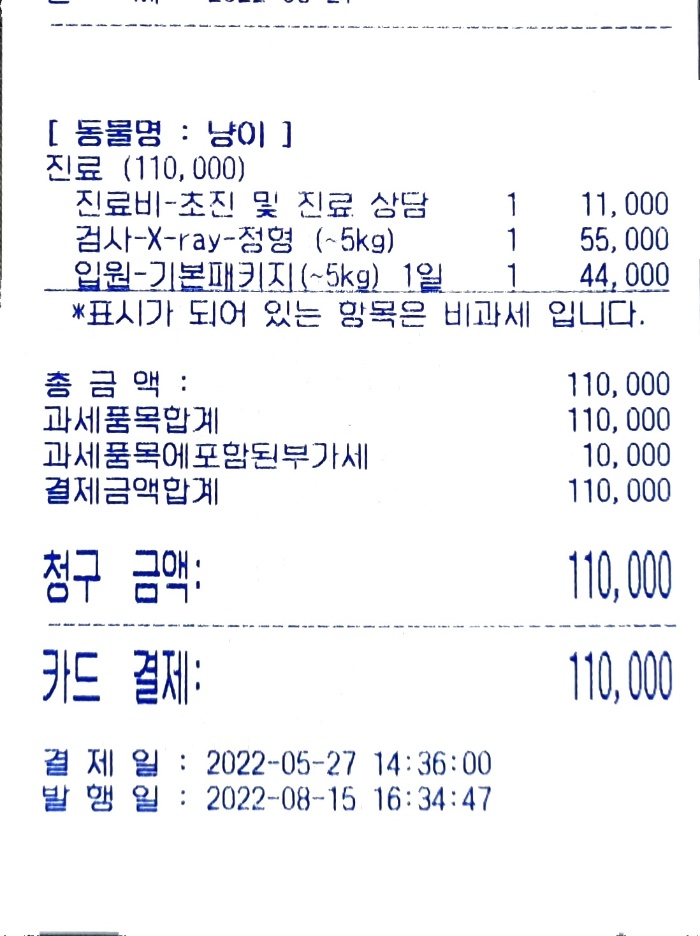 [ 동물명 : 냥이 ]
진료 (110,000)
진료비-초진 및 진료 상담 1 11,000
검사-X-ray-정형 (~5kg) 1 55,000
입원-기본패키지(~5kg) 1일 1 44,000
*표시가 되어 있는 항목은 비과세 입니다.
총 금 액 : 110,000
과세품목합계 110,000
과세품목에포함된부가세 10,000
결제금액합계 110,000
청구 금액: 110,000
카드 결제: 110,000
결 제 일 : 2022-05-27 14:36:00
발 행 일 : 2022-08-15 16:34:47